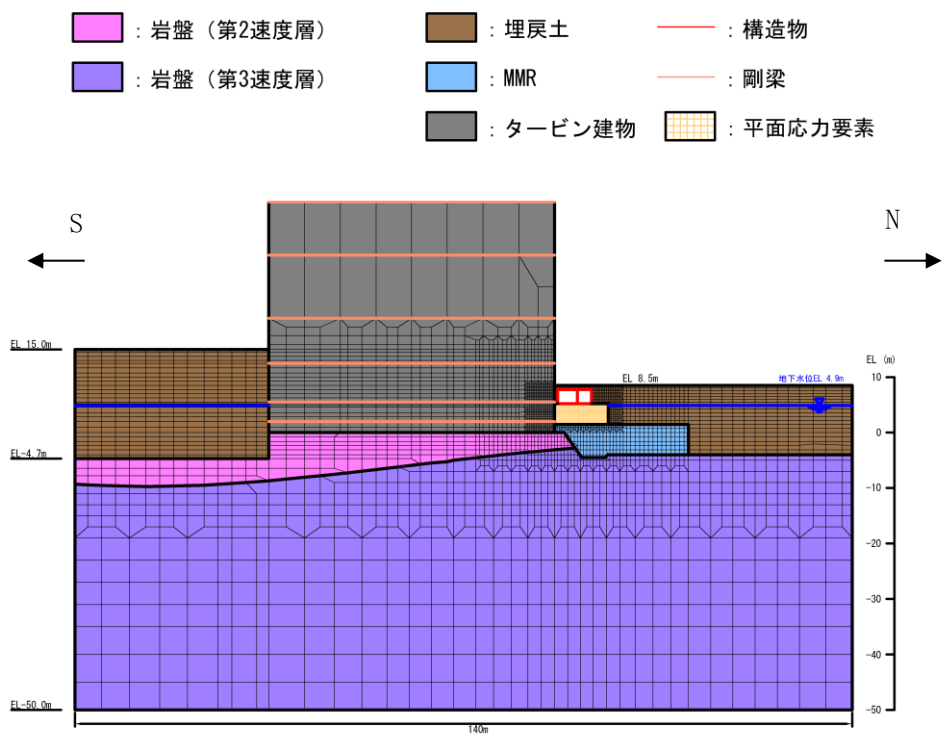 ：岩盤（第2速度層） ：埋戻土 ：構造物
：岩盤（第3速度層） ：MMR ：剛梁
：タービン建物 ：平面応力要素
S
N
EL 15.0m
EL (m)
EL 8.5m
地下水位EL 4.9m
10
0
EL-4.7m
-10
-20
-30
-40
EL-50.0m
-50
140m